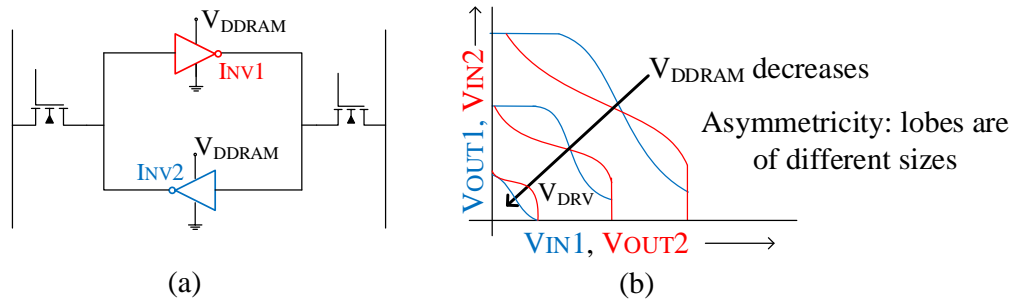 VDDRAM
INV1
VDDRAM
INV2
(a)
VOUT1, VIN2
VDDRAM decreases
Asymmetricity: lobes are
of different sizes
VDRV
VIN1, VOUT2
(b)